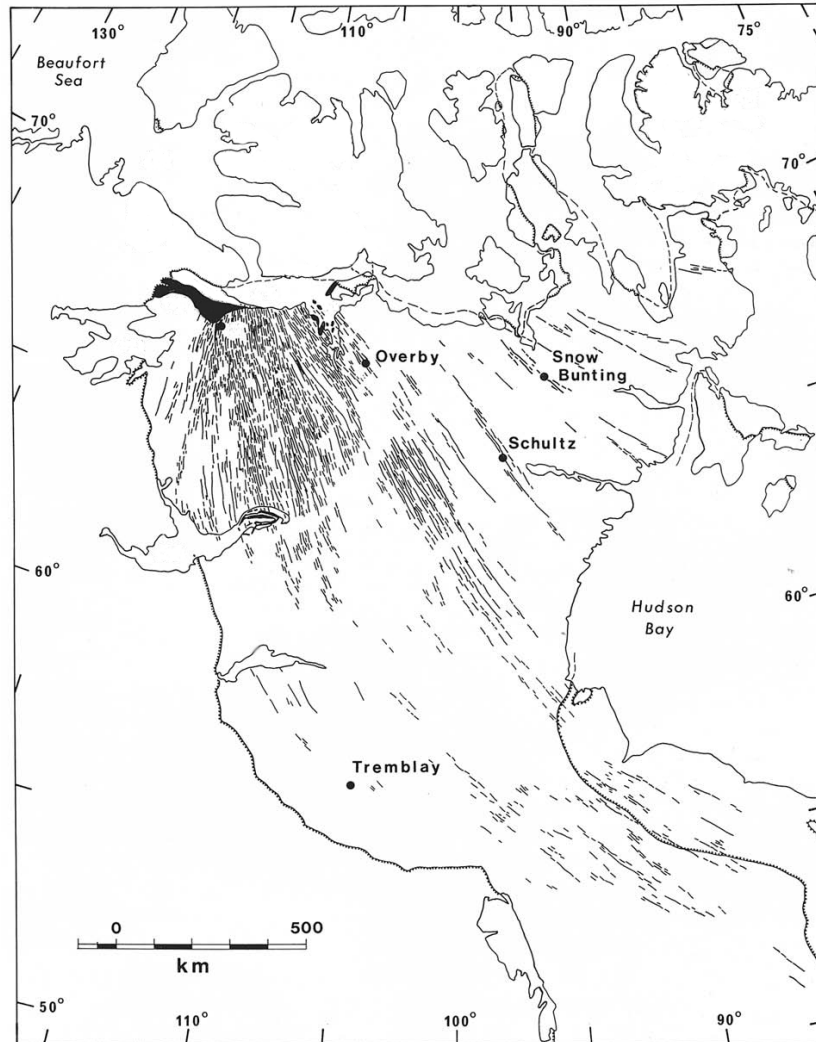 130° 110° 90° 75°
Beaufort
Sea
70°
70°
Overby
Snow
Bunting
Schultz
60°
60°
Hudson
Bay
Tremblay
0 500
km
50°
110° 100° 90°